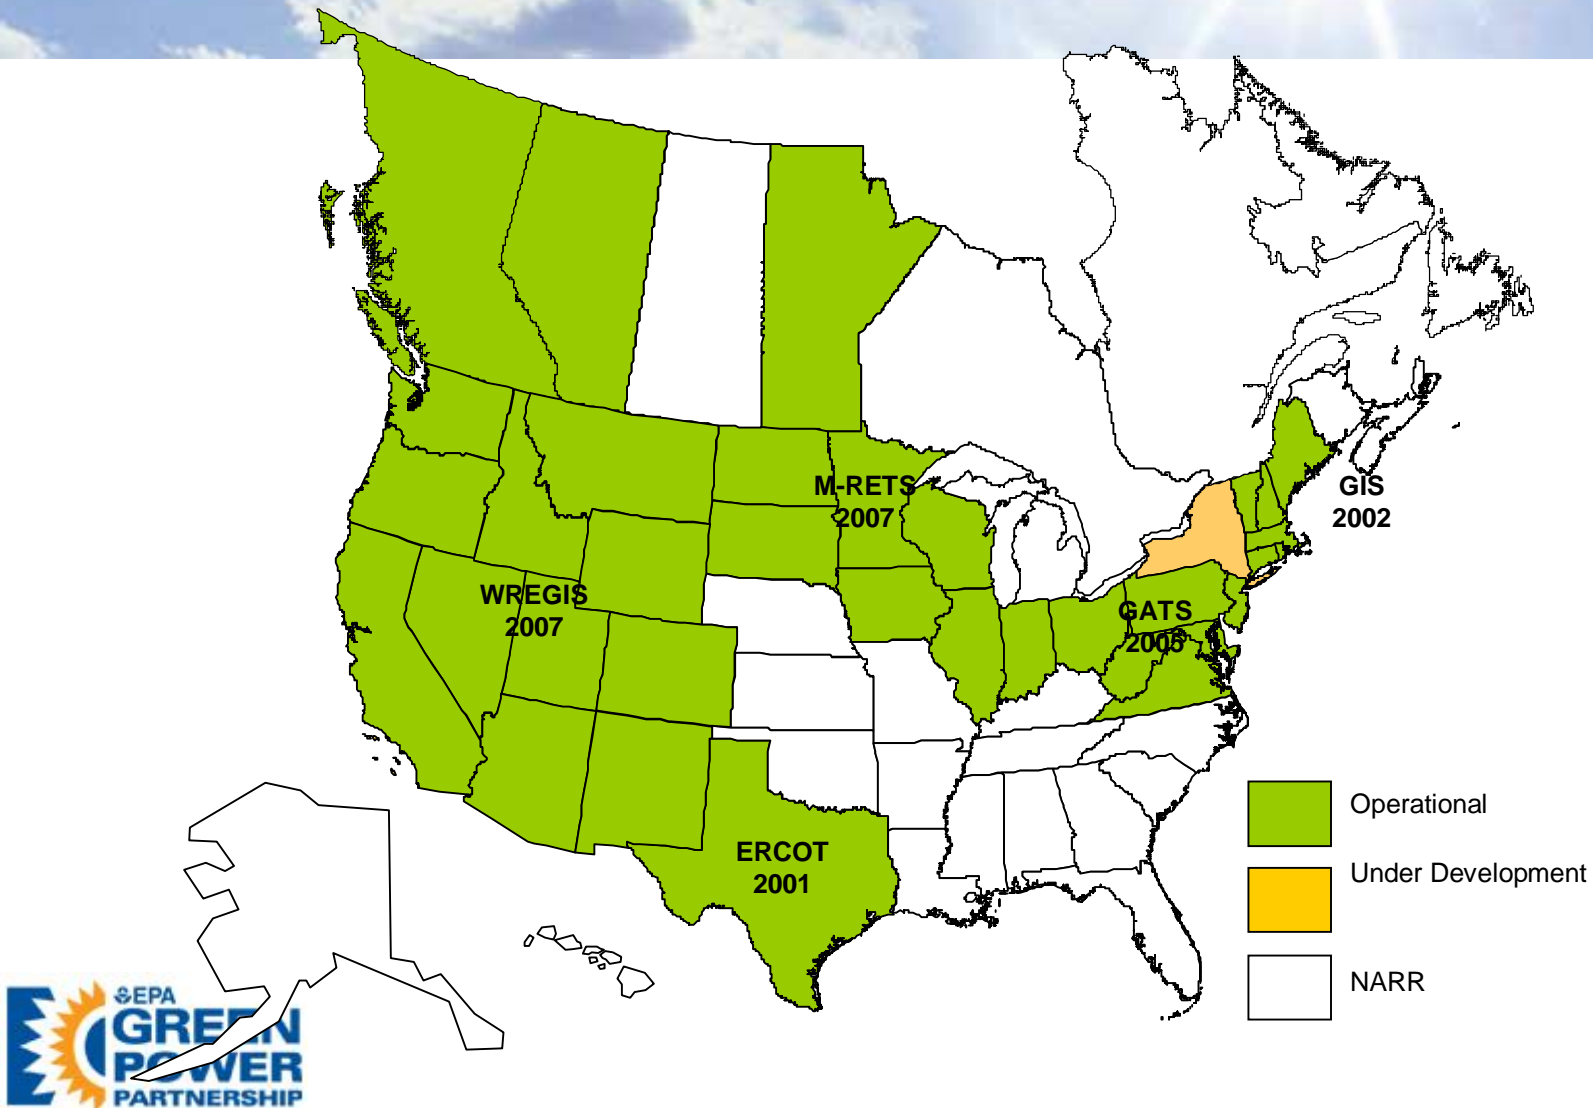 M-RETS
2007
GIS
2002
WREGIS
2007
GATS
2005
ERCOT
2001
Operational
Under Development
NARR
EPA
GREEN
POWER
PARTNERSHIP